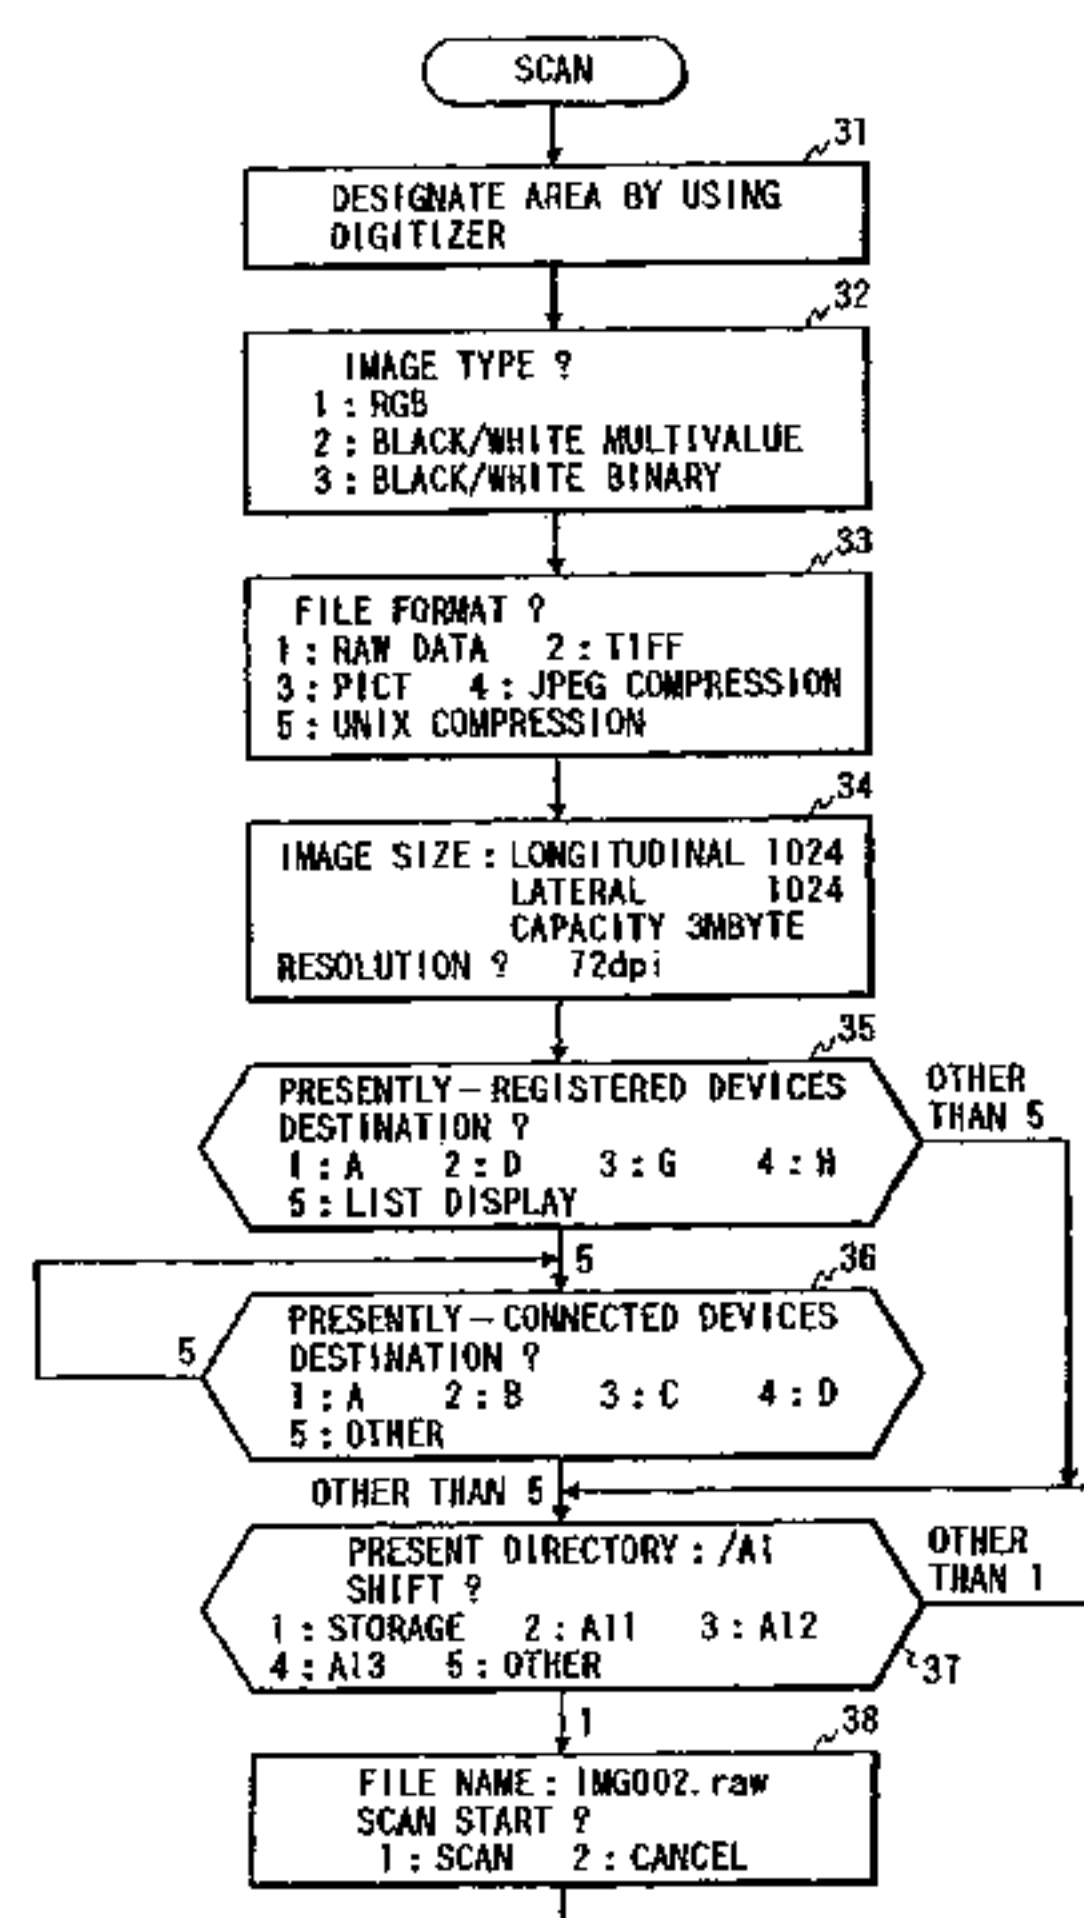 SCAN
31
DESIGNATE AREA BY USING
DIGITIZER
32
IMAGE TYPE ?
1 : RGB
2 : BLACK/WHITE MULTIVALUE
3 : BLACK/WHITE BINARY
33
FILE FORMAT ?
1 : RAW DATA 2 : TIFF
3 : PICT 4 : JPEG COMPRESSION
5 : UNIX COMPRESSION
34
IMAGE SIZE : LONGITUDINAL 1024
LATERAL 1024
CAPACITY 3MBYTE
RESOLUTION ? 72dpi
35
PRESENTLY-REGISTERED DEVICES
DESTINATION ?
1 : A 2 : D 3 : G 4 : H
5 : LIST DISPLAY
OTHER
THAN 5
5
36
PRESENTLY-CONNECTED DEVICES
DESTINATION ?
1 : A 2 : B 3 : C 4 : D
5 : OTHER
5
OTHER THAN 5
PRESENT DIRECTORY : /A1
SHIFT ?
1 : STORAGE 2 : A11 3 : A12
4 : A13 5 : OTHER
OTHER
THAN 1
37
1
38
FILE NAME : IMG002.raw
SCAN START ?
1 : SCAN 2 : CANCEL